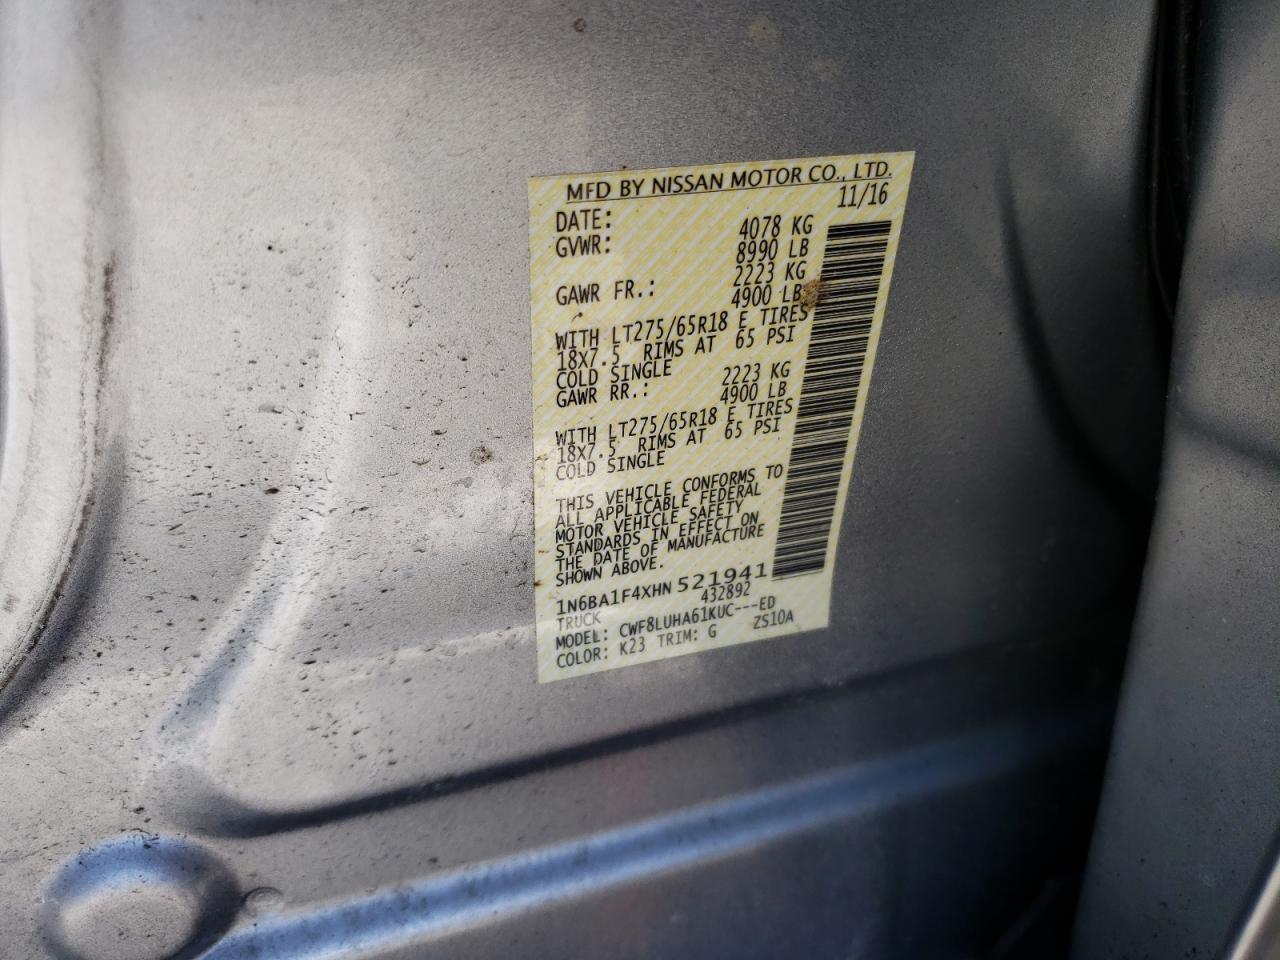 MFD BY NISSAN MOTOR CO., LTD.
DATE: 11/16
GVWR: 4078 KG
8990 LB
GAWR FR.: 2223 KG
4900 LB
WITH LT275/65R18 E TIRES
18X7.5 RIMS AT 65 PSI
COLD SINGLE
GAWR RR.: 2223 KG
4900 LB
WITH LT275/65R18 E TIRES
18X7.5 RIMS AT 65 PSI
COLD SINGLE
THIS VEHICLE CONFORMS TO
ALL APPLICABLE FEDERAL
MOTOR VEHICLE SAFETY
STANDARDS IN EFFECT ON
THE DATE OF MANUFACTURE
SHOWN ABOVE.
1N6BA1F4XHN 521941
TRUCK 432892
MODEL: CWF8LUHA61KUC---ED
COLOR: K23 TRIM: G ZS10A